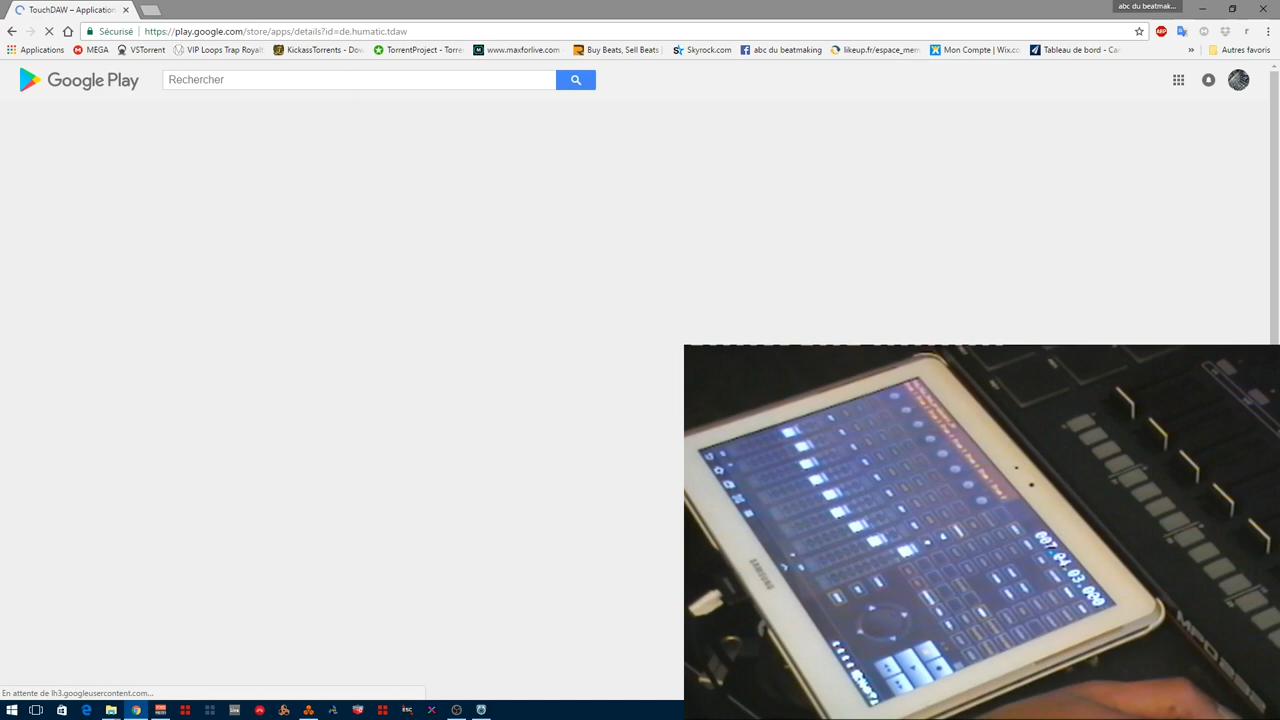 abc du beatmak...
TouchDAW – Application
Sécurisé https://play.google.com/store/apps/details?id=de.humatic.tdaw
Applications MEGA VSTorrent VIP Loops Trap Royalt KickassTorrents - Dov TorrentProject - Torre www.maxforlive.com Buy Beats, Sell Beats | Skyrock.com abc du beatmaking likeup.fr/espace_mem Mon Compte | Wix.co Tableau de bord - Ca » Autres favoris
Google Play Rechercher
007.04.03.000
SAMSUNG
En attente de lh3.googleusercontent.com...